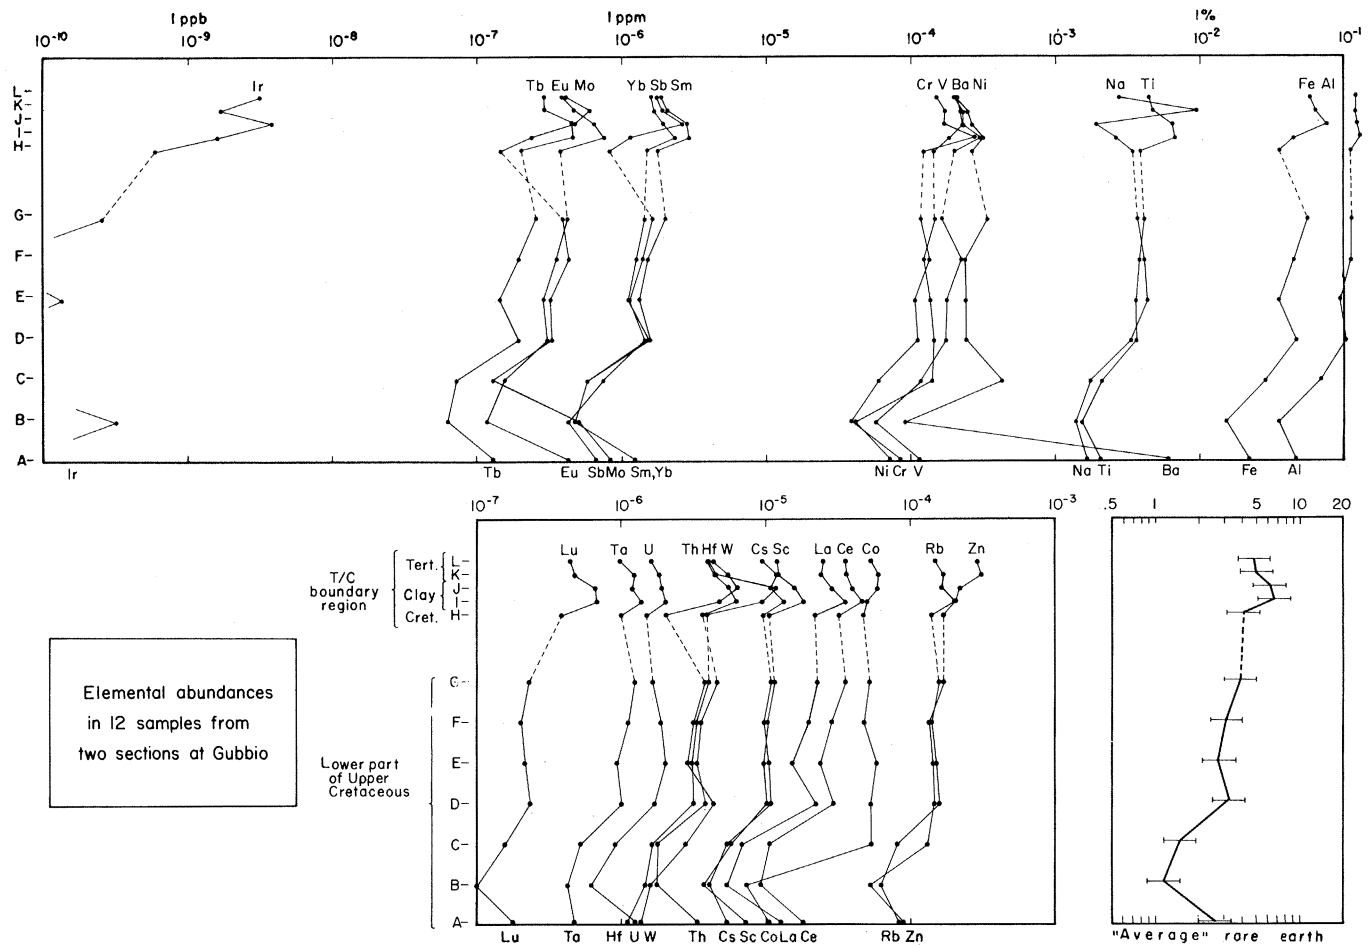 1 ppb 1 ppm 1%
10-10 10-9 10-8 10-7 10-6 10-5 10-4 10-3 10-2 10-1
Ir Tb Eu Mo Yb Sb Sm Cr V Ba Ni Na Ti Fe Al
L
K
J
I
H
G
F
E
D
C
B
A
Ir Tb Eu Sb Mo Sm,Yb Ni Cr V Na Ti Ba Fe Al
10-7 10-6 10-5 10-4 10-3
.5 1 5 10 20
Lu Ta U Th Hf W Cs Sc La Ce Co Rb Zn
T/C
boundary
region
Tert.
Clay
Cret.
L
K
J
I
H
G
F
E
D
C
B
A
Lower part
of Upper
Cretaceous
Elemental abundances
in 12 samples from
two sections at Gubbio
Lu Ta Hf U W Th Cs Sc Co La Ce Rb Zn
"Average" rare earth